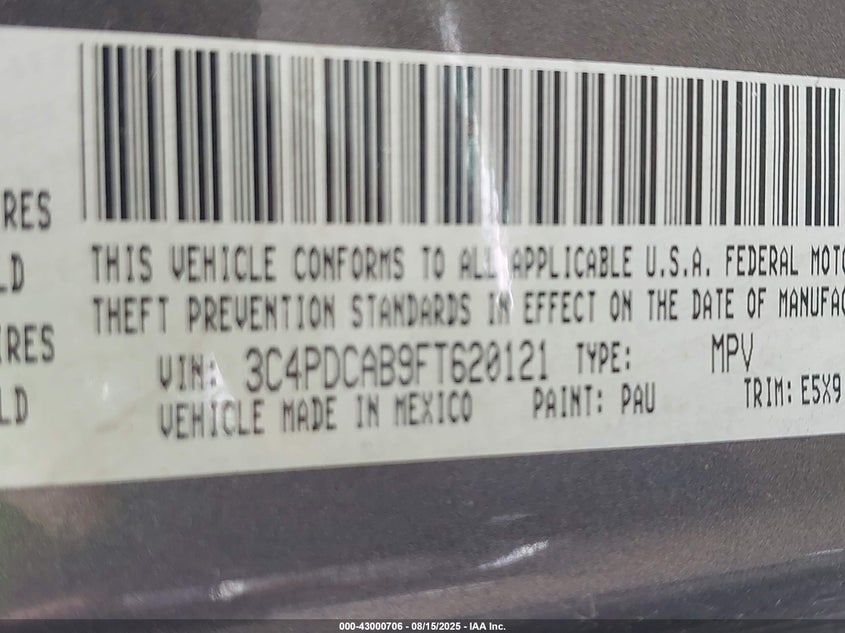 RES
LD
IRES
LD
THIS VEHICLE CONFORMS TO ALL APPLICABLE U.S.A. FEDERAL MOTO
THEFT PREVENTION STANDARDS IN EFFECT ON THE DATE OF MANUFAC
VIN: 3C4PDCAB9FT620121 TYPE: MPV
VEHICLE MADE IN MEXICO PAINT: PAU TRIM: E5X9
000-43000706 - 08/15/2025 - IAA Inc.